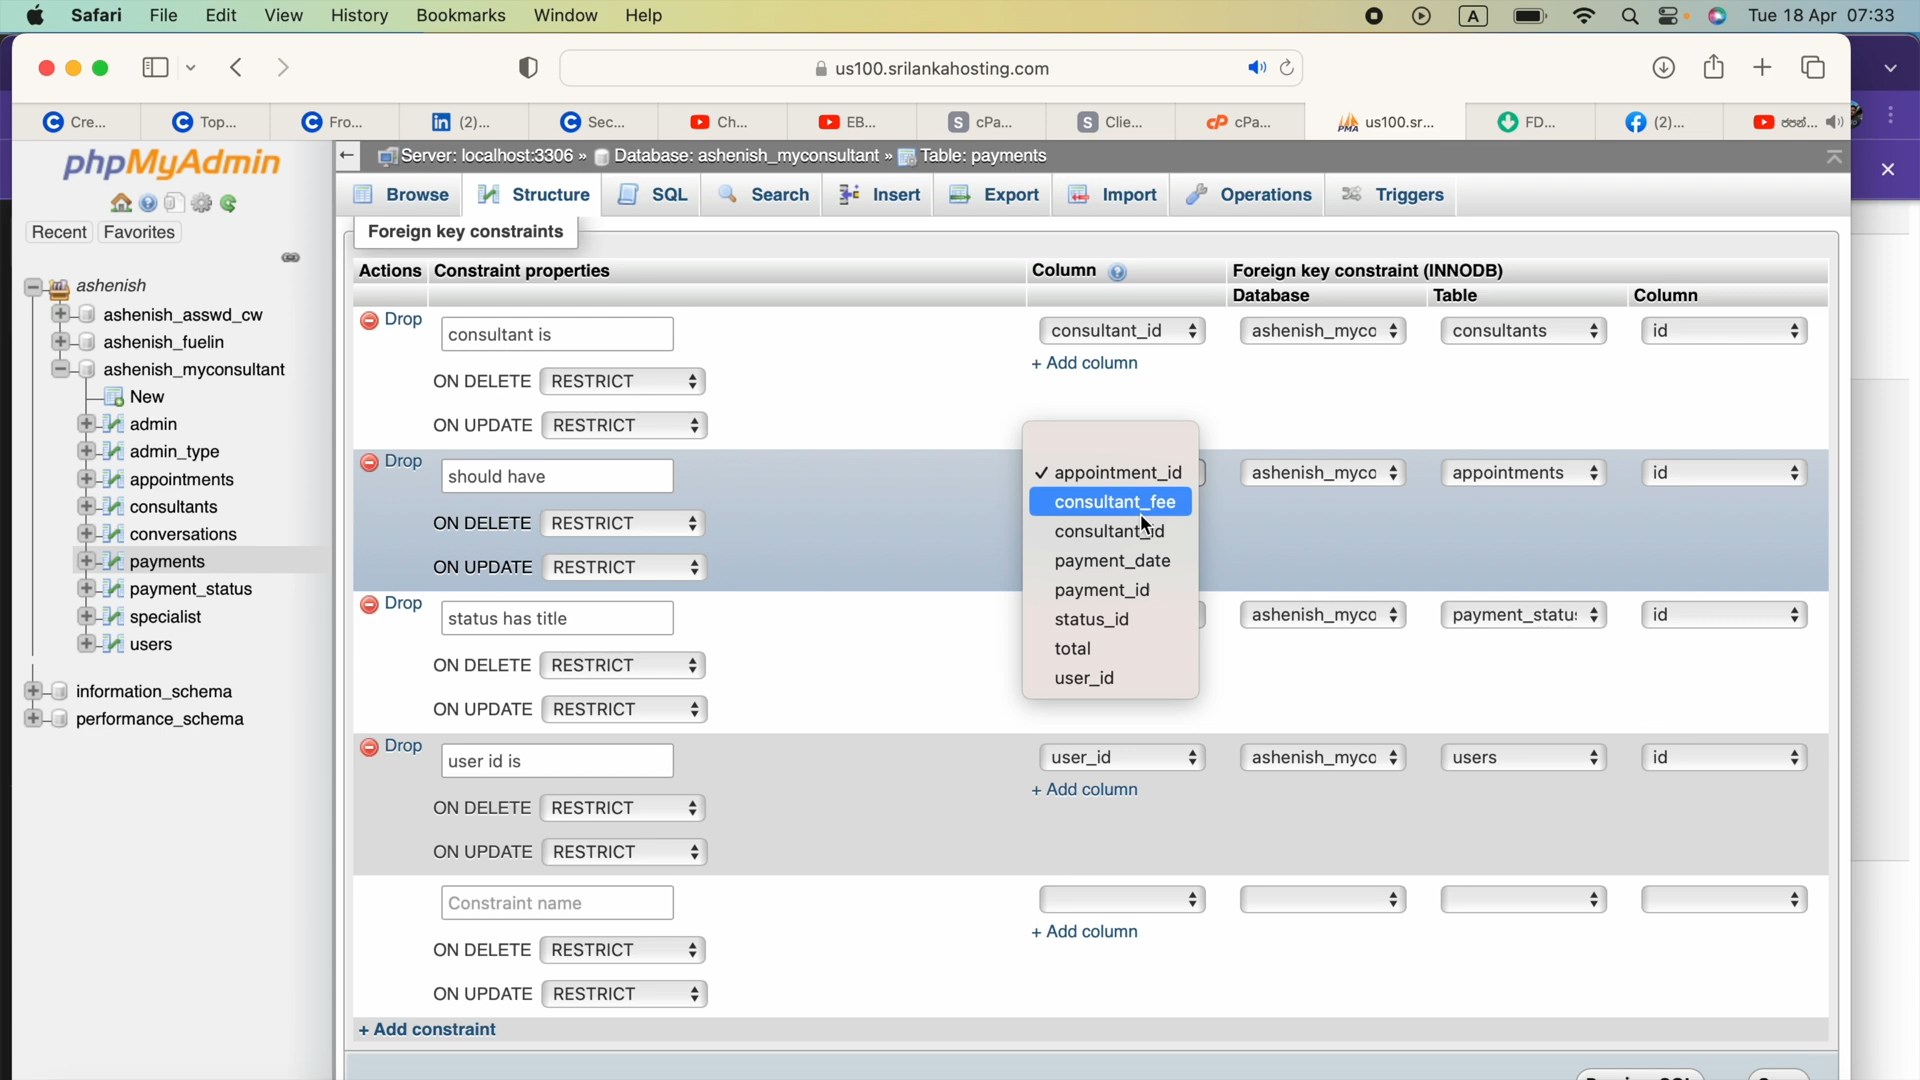 Safari File Edit View History Bookmarks Window Help A Tue 18 Apr 07:33
us100.srilankahosting.com
Cre... Top... Fro... (2)... Sec... Ch... EB... cPa... Clie... cPa... us100.sr... FD... (2)...
phpMyAdmin
Recent Favorites
ashenish
ashenish_asswd_cw
ashenish_fuelin
ashenish_myconsultant
New
admin
admin_type
appointments
consultants
conversations
payments
payment_status
specialist
users
information_schema
performance_schema
Server: localhost:3306 » Database: ashenish_myconsultant » Table: payments
Browse Structure SQL Search Insert Export Import Operations Triggers
Foreign key constraints
Actions Constraint properties Column Foreign key constraint (INNODB)
Database Table Column
Drop consultant is consultant_id ashenish_myco consultants id
+ Add column
ON DELETE RESTRICT
ON UPDATE RESTRICT
Drop should have appointment_id ashenish_myco appointments id
consultant_fee
ON DELETE RESTRICT consultant_id
ON UPDATE RESTRICT payment_date
payment_id
Drop status has title status_id ashenish_myco payment_statu: id
total
ON DELETE RESTRICT user_id
ON UPDATE RESTRICT
Drop user id is user_id ashenish_myco users id
+ Add column
ON DELETE RESTRICT
ON UPDATE RESTRICT
Constraint name
+ Add column
ON DELETE RESTRICT
ON UPDATE RESTRICT
+ Add constraint